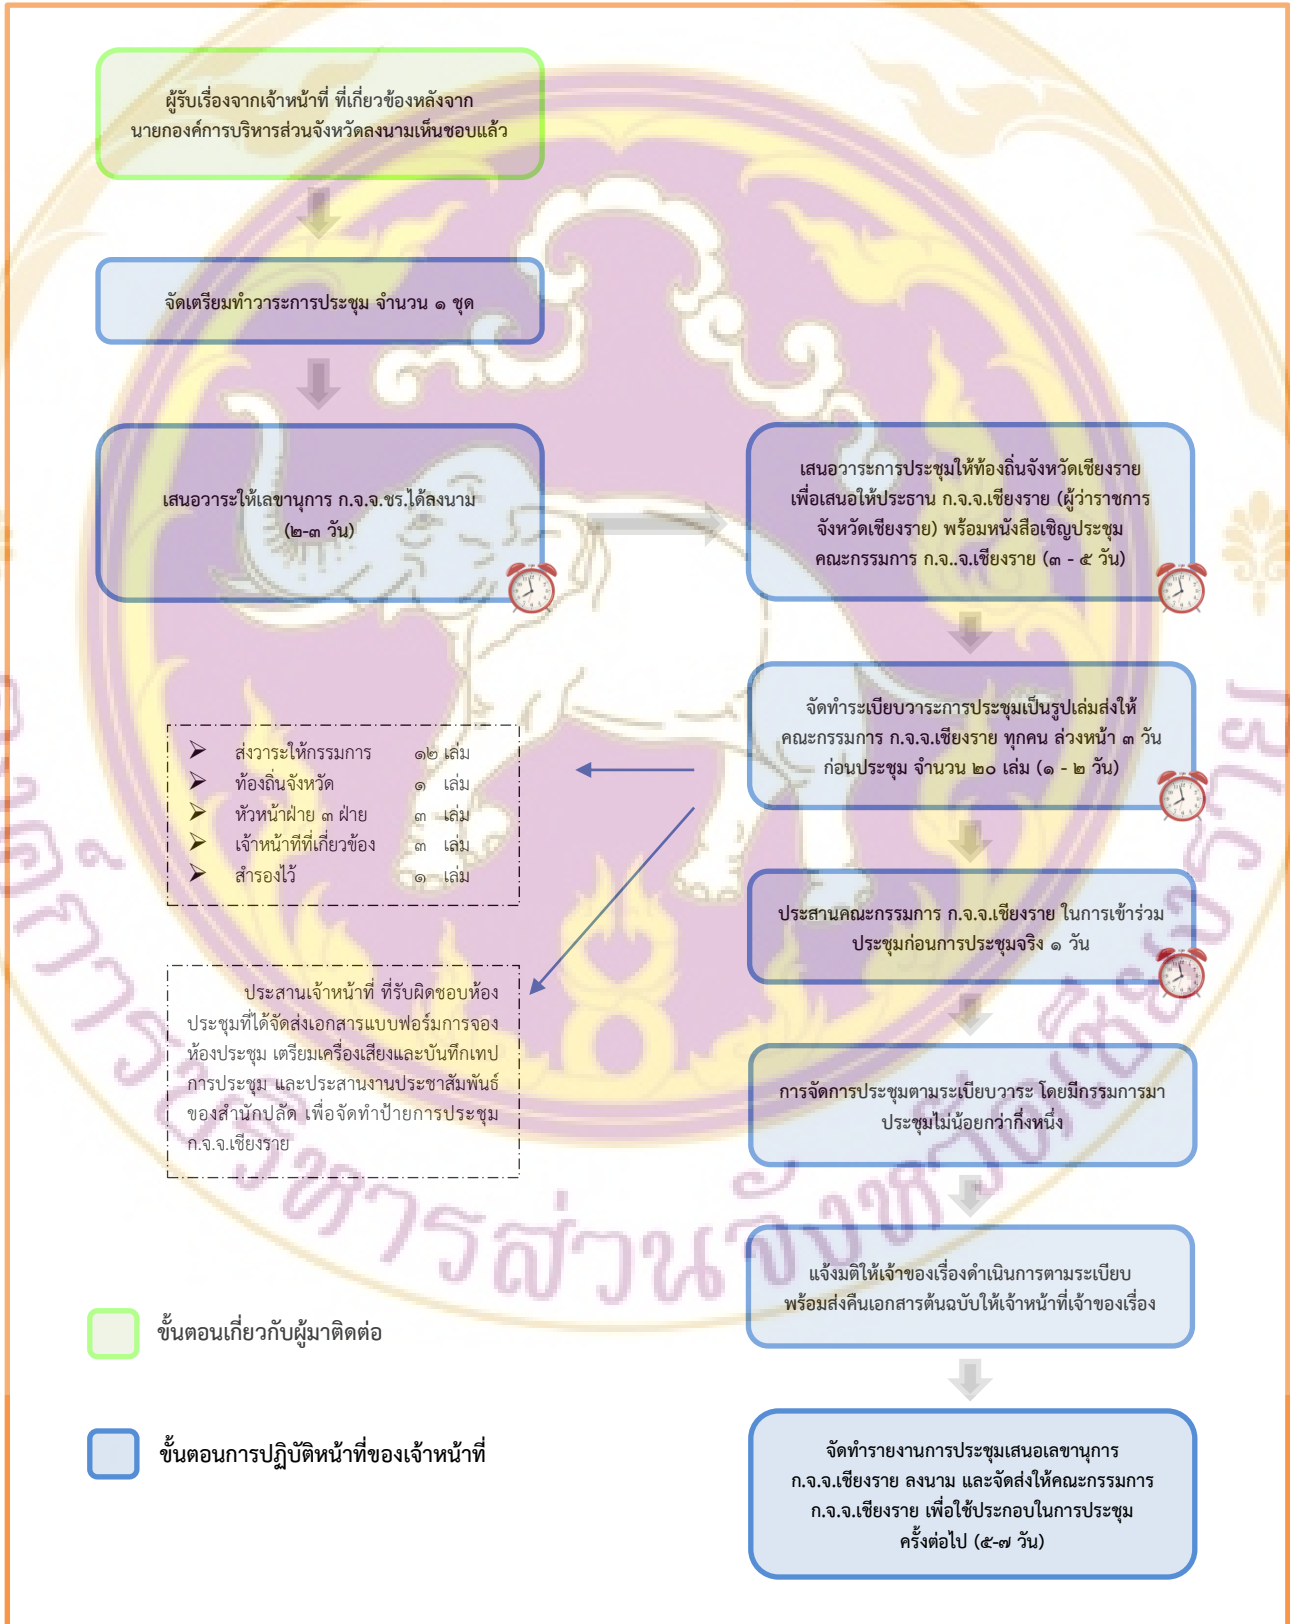 ผู้รับเรื่องจากเจ้าหน้าที่ ที่เกี่ยวข้องหลังจาก
นายกองค์การบริหารส่วนจังหวัดลงนามเห็นชอบแล้ว
จัดเตรียมทำวาระการประชุม จำนวน ๑ ชุด
เสนอวาระให้เลขานุการ ก.จ.จ.ชร.ได้ลงนาม
(๒-๓ วัน)
เสนอวาระการประชุมให้ท้องถิ่นจังหวัดเชียงราย
เพื่อเสนอให้ประธาน ก.จ.จ.เชียงราย (ผู้ว่าราชการ
จังหวัดเชียงราย) พร้อมหนังสือเชิญประชุม
คณะกรรมการ ก.จ..จ.เชียงราย (๓ - ๕ วัน)
จัดทำระเบียบวาระการประชุมเป็นรูปเล่มส่งให้
คณะกรรมการ ก.จ.จ.เชียงราย ทุกคน ล่วงหน้า ๓ วัน
ก่อนประชุม จำนวน ๒๐ เล่ม (๑ - ๒ วัน)
➢ ส่งวาระให้กรรมการ ๑๒ เล่ม
➢ ท้องถิ่นจังหวัด ๑ เล่ม
➢ หัวหน้าฝ่าย ๓ ฝ่าย ๓ เล่ม
➢ เจ้าหน้าทีที่เกี่ยวข้อง ๓ เล่ม
➢ สำรองไว้ ๑ เล่ม
ประสานคณะกรรมการ ก.จ.จ.เชียงราย ในการเข้าร่วม
ประชุมก่อนการประชุมจริง ๑ วัน
ประสานเจ้าหน้าที่ ที่รับผิดชอบห้อง
ประชุมที่ได้จัดส่งเอกสารแบบฟอร์มการจอง
ห้องประชุม เตรียมเครื่องเสียงและบันทึกเทป
การประชุม และประสานงานประชาสัมพันธ์
ของสำนักปลัด เพื่อจัดทำป้ายการประชุม
ก.จ.จ.เชียงราย
การจัดการประชุมตามระเบียบวาระ โดยมีกรรมการมา
ประชุมไม่น้อยกว่ากึ่งหนึ่ง
แจ้งมติให้เจ้าของเรื่องดำเนินการตามระเบียบ
พร้อมส่งคืนเอกสารต้นฉบับให้เจ้าหน้าที่เจ้าของเรื่อง
จัดทำรายงานการประชุมเสนอเลขานุการ
ก.จ.จ.เชียงราย ลงนาม และจัดส่งให้คณะกรรมการ
ก.จ.จ.เชียงราย เพื่อใช้ประกอบในการประชุม
ครั้งต่อไป (๕-๗ วัน)
ขั้นตอนเกี่ยวกับผู้มาติดต่อ
ขั้นตอนการปฏิบัติหน้าที่ของเจ้าหน้าที่
องค์การบริหารส่วนจังหวัดเชียงราย